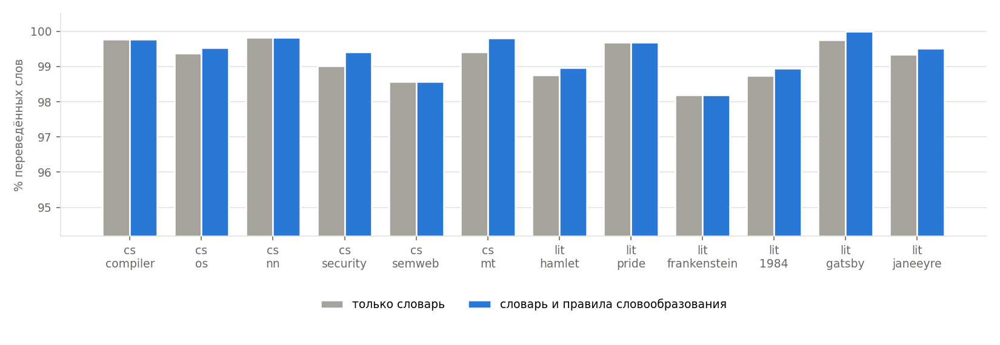 % переведённых слов
100
99
98
97
96
95
cs
compiler
cs
os
cs
nn
cs
security
cs
semweb
cs
mt
lit
hamlet
lit
pride
lit
frankenstein
lit
1984
lit
gatsby
lit
janeeyre
только словарь
словарь и правила словообразования